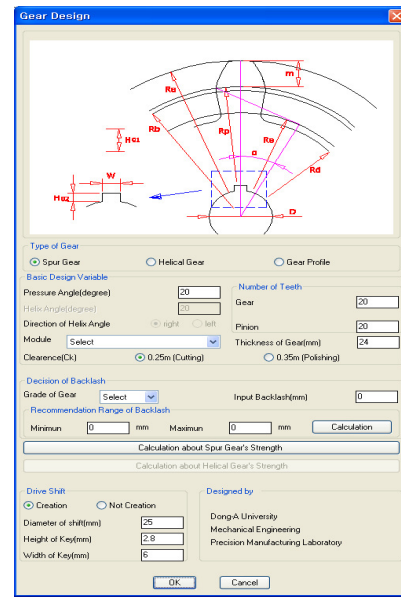 Gear Design
m
Ru
Rb
Rp
Re
Rd
a
Hc1
W
Hc2
D
Type of Gear
Spur Gear Helical Gear Gear Profile
Basic Design Variable
Pressure Angle(degree) 20
Helix Angle(degree) 20
Direction of Helix Angle right left
Module Select
Number of Teeth
Gear 20
Pinion 20
Thickness of Gear(mm) 24
Clearence(Ck) 0.25m (Cutting) 0.35m (Polishing)
Decision of Backlash
Grade of Gear Select Input Backlash(mm) 0
Recommendation Range of Backlash
Minimun 0 mm Maximun 0 mm Calculation
Calculation about Spur Gear's Strength
Calculation about Helical Gear's Strength
Drive Shift
Creation Not Creation
Diameter of shift(mm) 25
Height of Key(mm) 2.8
Width of Key(mm) 6
Designed by
Dong-A University
Mechanical Engineering
Precision Manufacturing Laboratory
OK Cancel